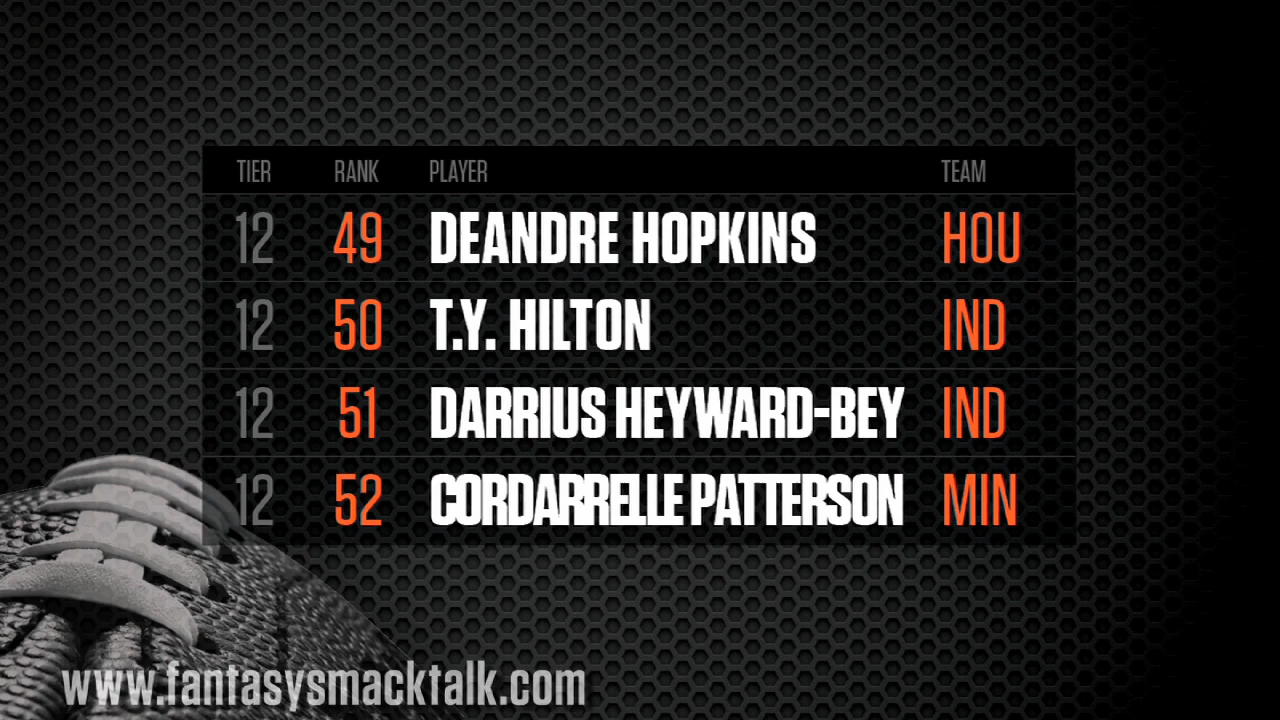 TIER RANK PLAYER TEAM
12 49 DEANDRE HOPKINS HOU
12 50 T.Y. HILTON IND
12 51 DARRIUS HEYWARD-BEY IND
12 52 CORDARRELLE PATTERSON MIN
www.fantasysmacktalk.com